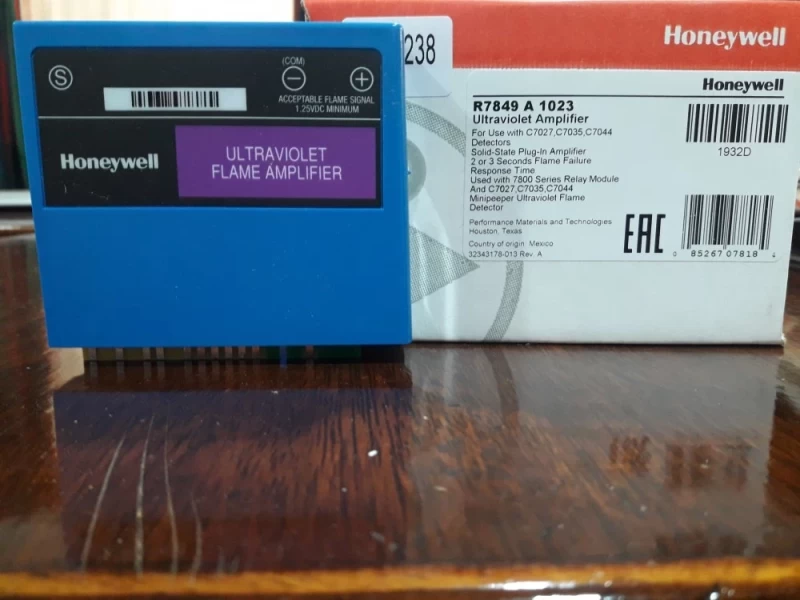 S
(COM)
− +
ACCEPTABLE FLAME SIGNAL
1.25VDC MINIMUM
Honeywell
ULTRAVIOLET
FLAME AMPLIFIER
238
Honeywell
Honeywell
R7849 A 1023
Ultraviolet Amplifier
For Use with C7027,C7035,C7044
Detectors
Solid-State Plug-In Amplifier
2 or 3 Seconds Flame Failure
Response Time
Used with 7800 Series Relay Module
And C7027,C7035,C7044
Minipeeper Ultraviolet Flame
Detector
Performance Materials and Technologies
Houston, Texas
Country of origin Mexico
32343178-013 Rev. A
EAC
1932D
0 85267 07818 4